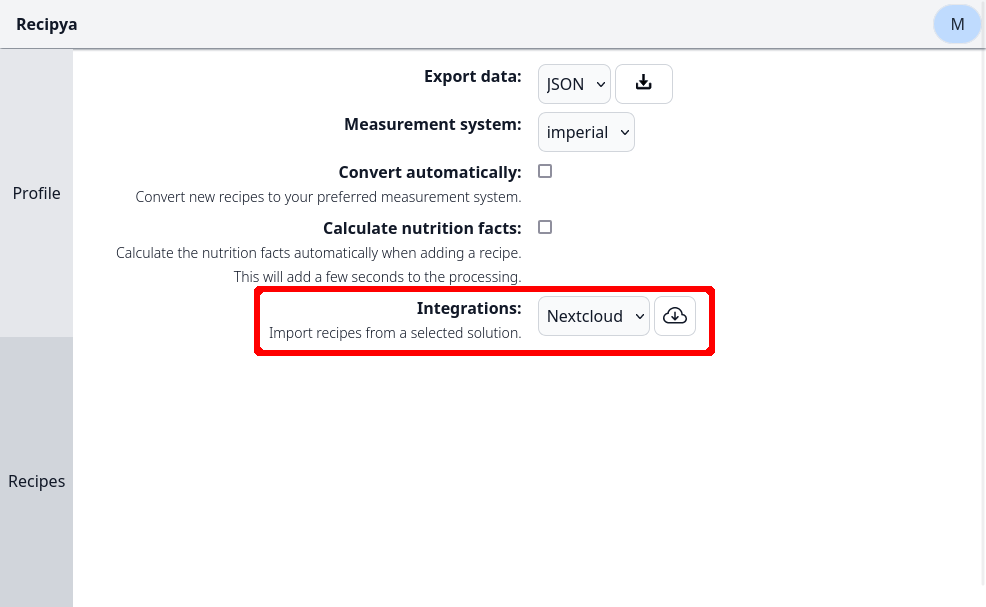 Recipya
M
Profile
Recipes
Export data:
JSON
Measurement system:
imperial
Convert automatically:
Convert new recipes to your preferred measurement system.
Calculate nutrition facts:
Calculate the nutrition facts automatically when adding a recipe.
This will add a few seconds to the processing.
Integrations:
Nextcloud
Import recipes from a selected solution.